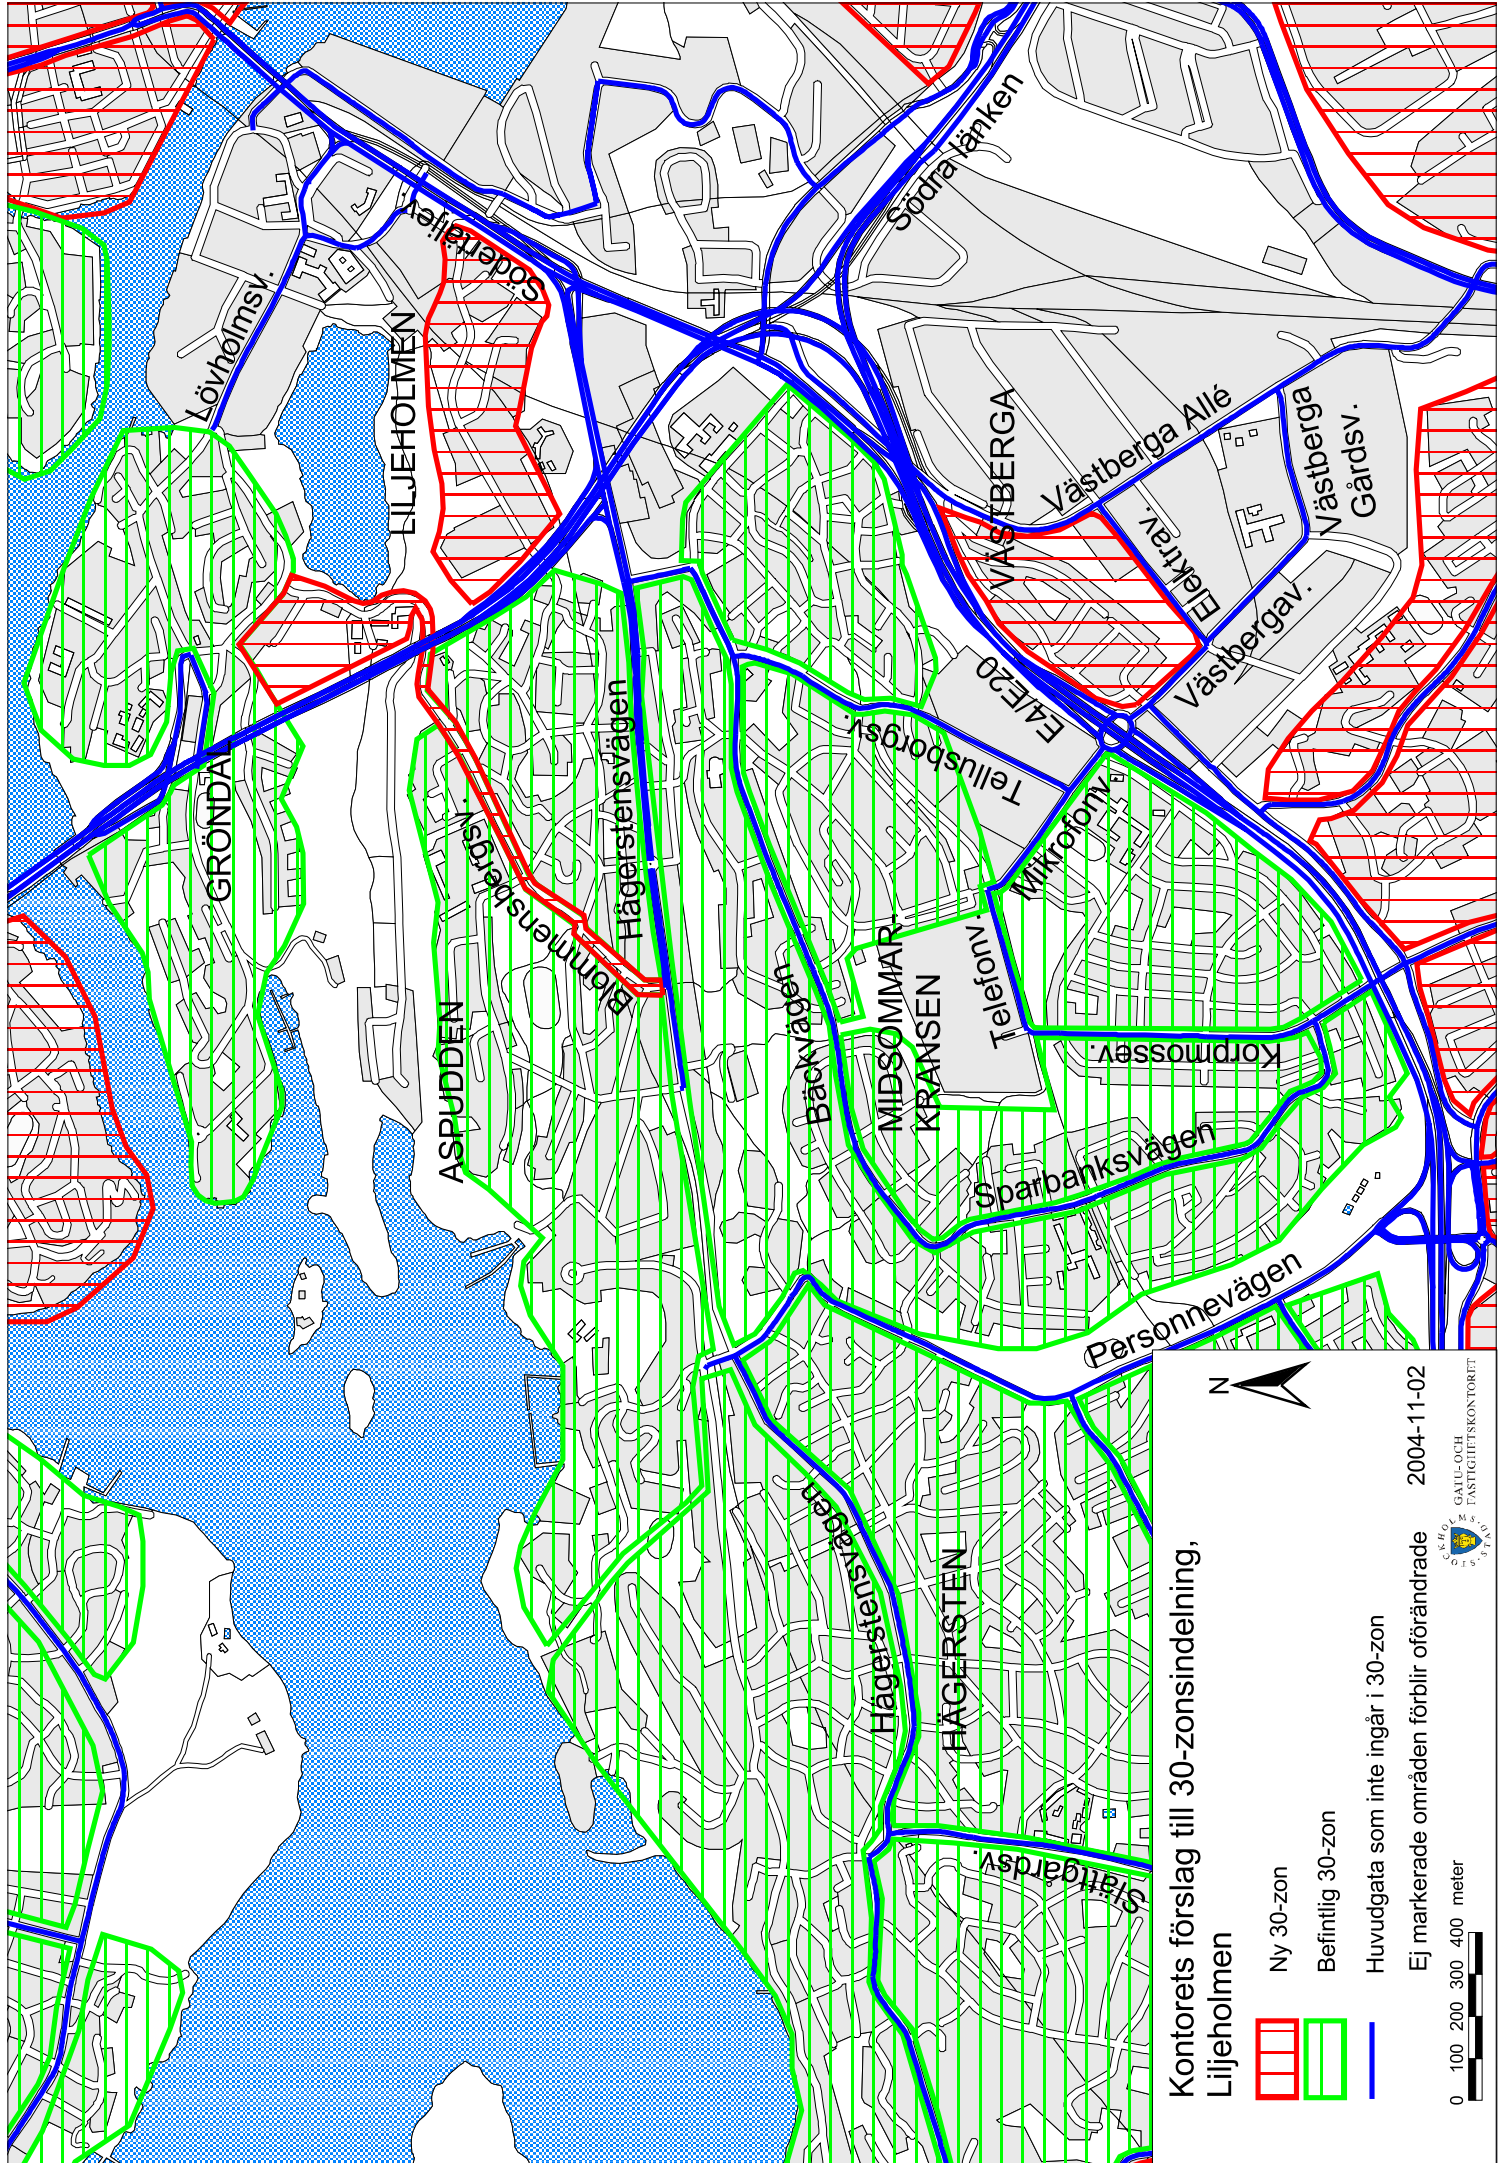 Lövholmsv.
LILJEHOLMEN
Södertäljev.
Södra länken
GRÖNDAL
Blommensbergsv.
Hägerstensvägen
ASPUDDEN
VÄSTBERGA
Västberga Allé
Elektrav.
Västberga
Gårdsv.
Västbergav.
E4/E20
Tellusborgsv.
Mikrofonv.
Telefonv.
MIDSOMMAR-
KRANSEN
Bäckvägen
Korpmossev.
Sparbanksvägen
Personnevägen
Hägerstensvägen
HÄGERSTEN
Slättgårdsv.
N
Kontorets förslag till 30-zonsindelning,
Liljeholmen
Ny 30-zon
Befintlig 30-zon
Huvudgata som inte ingår i 30-zon
Ej markerade områden förblir oförändrade
2004-11-02
0 100 200 300 400 meter
GATU- OCH
FASTIGHETSKONTORET